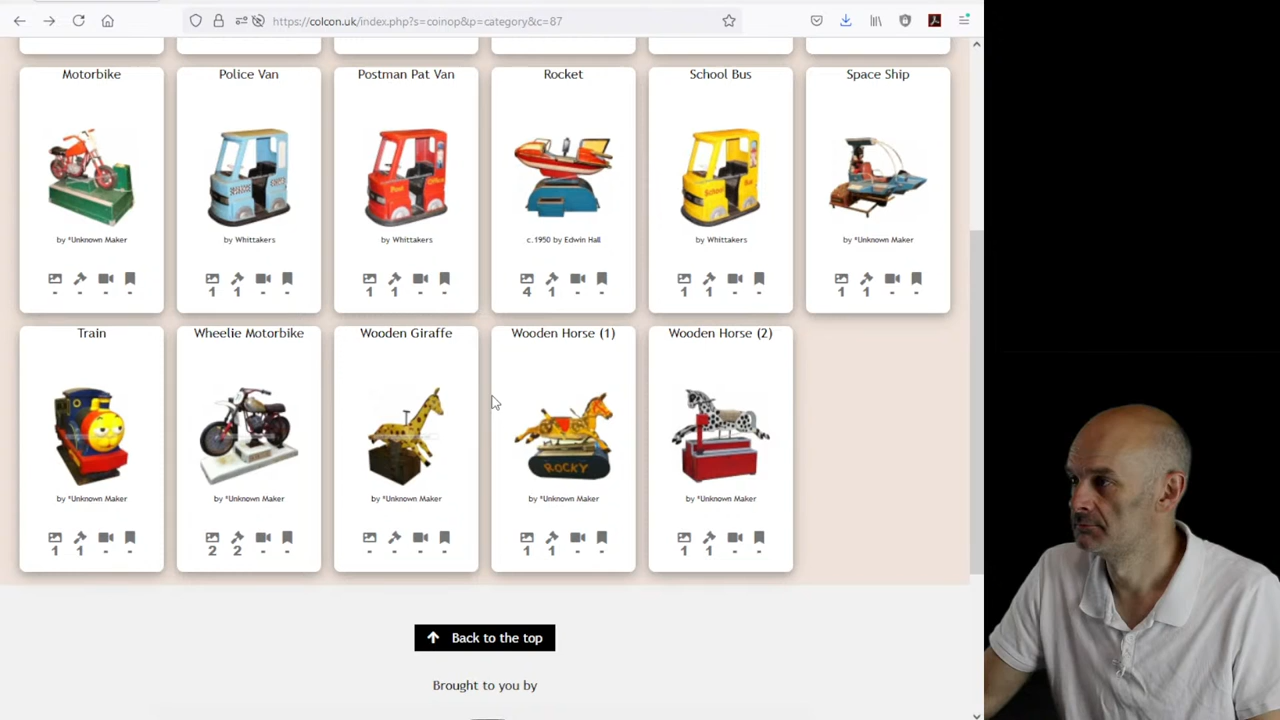 https://colcon.uk/index.php?s=coinop&p=category&c=87
Motorbike
Police Van
Postman Pat Van
Rocket
School Bus
Space Ship
by *Unknown Maker
by Whittakers
by Whittakers
c.1950 by Edwin Hall
by Whittakers
by *Unknown Maker
- - - -
1 1 - -
1 1 - -
4 1 - -
1 1 - -
1 1 - -
Train
Wheelie Motorbike
Wooden Giraffe
Wooden Horse (1)
Wooden Horse (2)
ROCKY
by *Unknown Maker
by *Unknown Maker
by *Unknown Maker
by *Unknown Maker
by *Unknown Maker
1 1 - -
2 2 - -
- - - -
1 1 - -
1 1 - -
Back to the top
Brought to you by